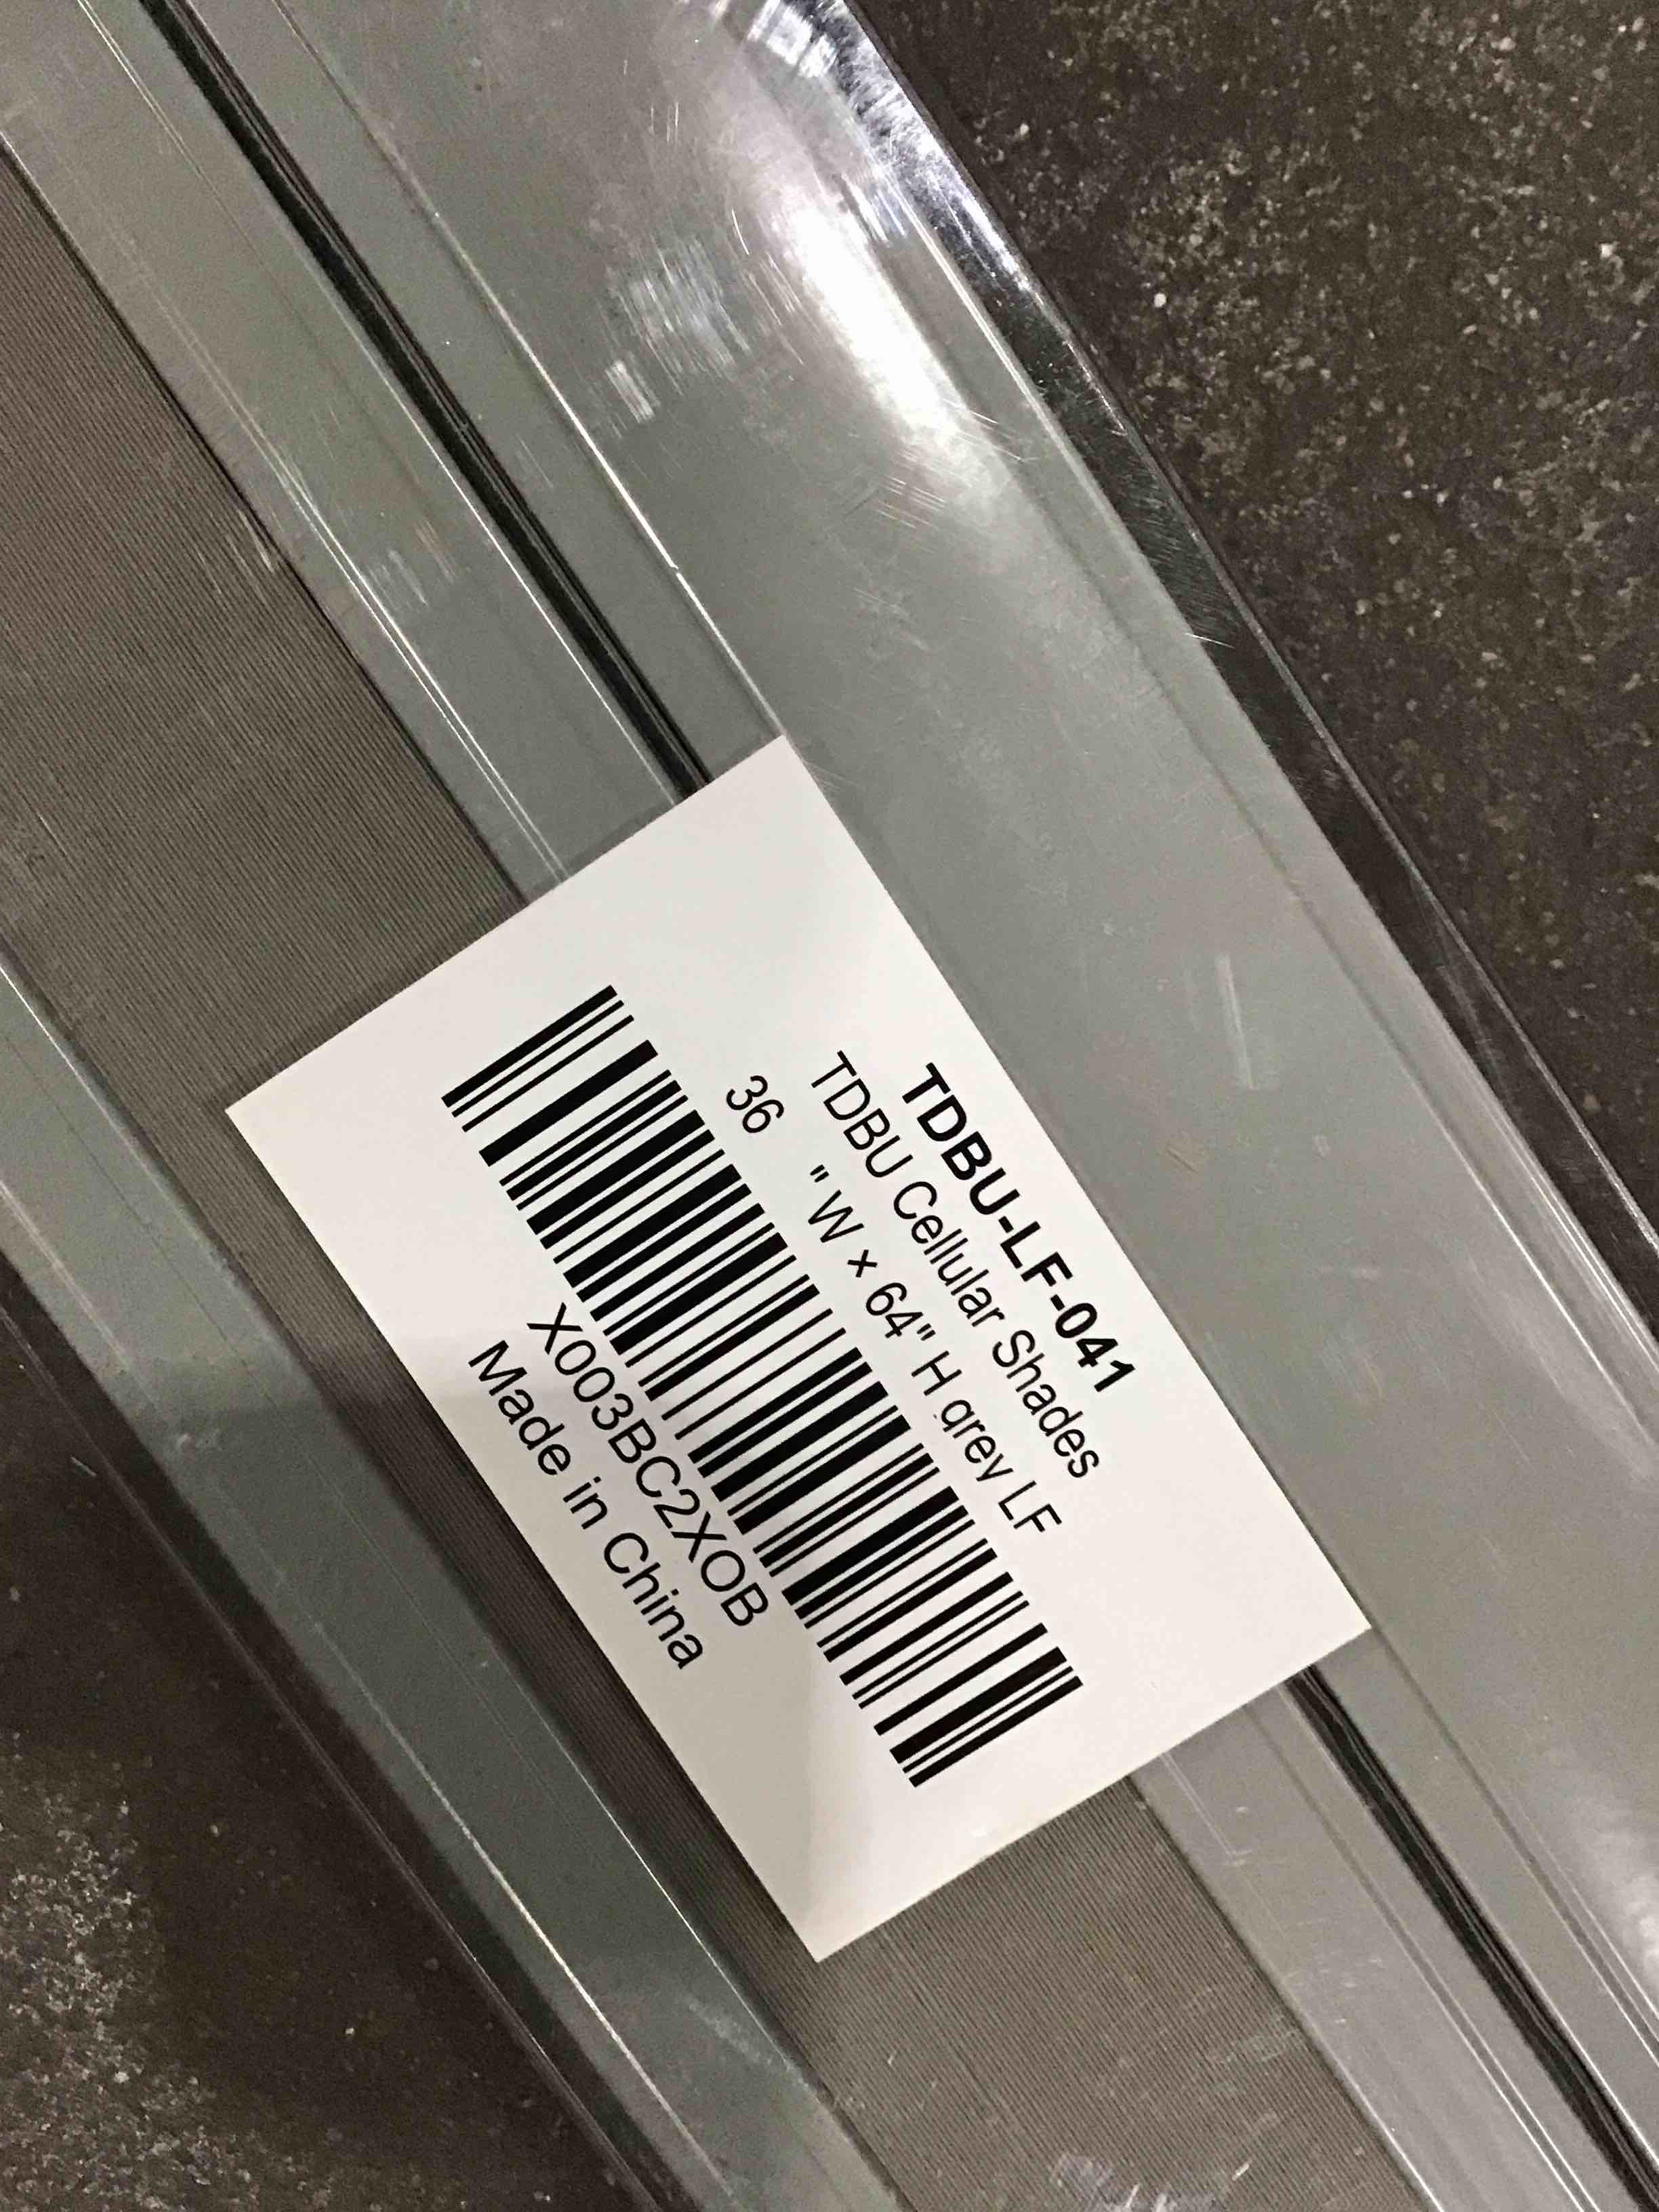 TDBU-LF-041
TDBU Cellular Shades
36 " W x 64" H grey LF
X003BC2XOB
Made in China